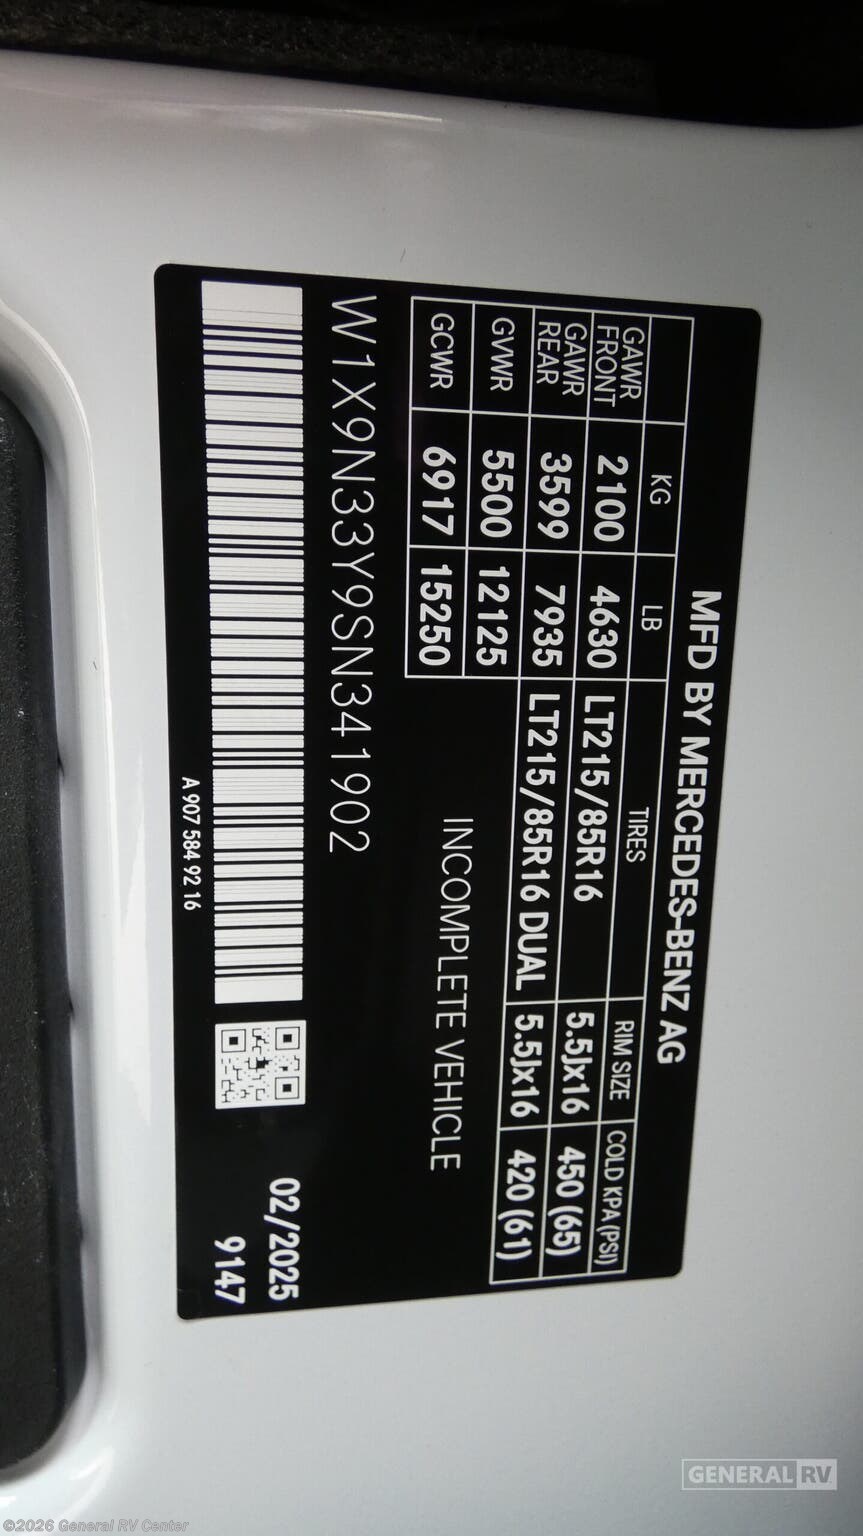 MFD BY MERCEDES-BENZ AG
KG LB TIRES RIM SIZE COLD KPA (PSI)
GAWR FRONT 2100 4630 LT215/85R16 5.5Jx16 450 (65)
GAWR REAR 3599 7935 LT215/85R16 DUAL 5.5Jx16 420 (61)
GVWR 5500 12125
GCWR 6917 15250
INCOMPLETE VEHICLE
W1X9N33Y9SN341902
02/2025
9147
A 907 584 92 16
GENERAL RV
©2026 General RV Center